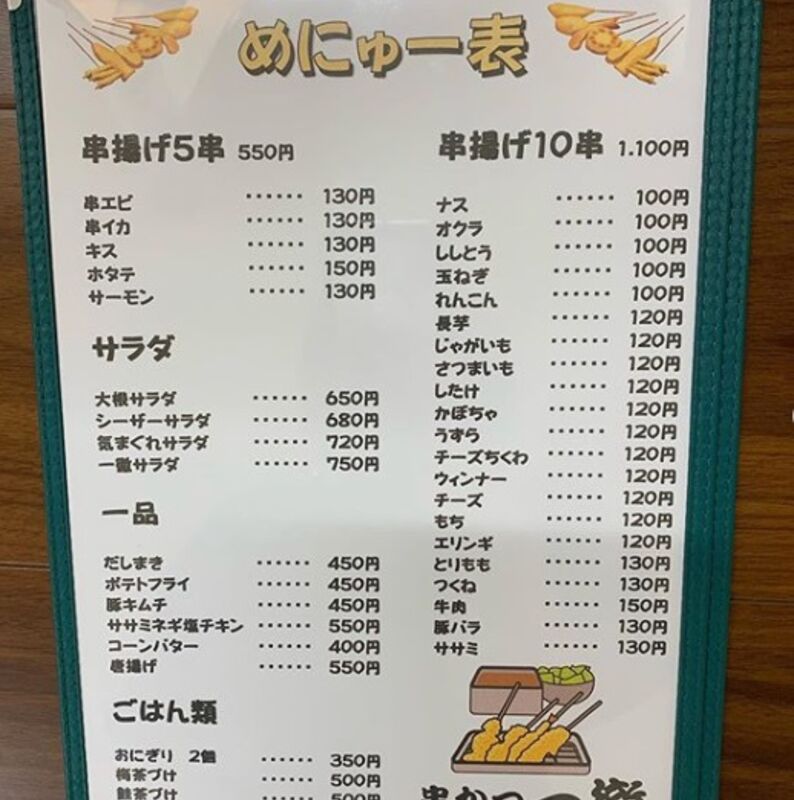 めにゅー表
串揚げ5串 550円
串エビ ・・・・・・ 130円
串イカ ・・・・・・ 130円
キス ・・・・・・ 130円
ホタテ ・・・・・・ 150円
サーモン ・・・・・・ 130円
サラダ
大根サラダ ・・・・・・ 650円
シーザーサラダ ・・・・・・ 680円
気まぐれサラダ ・・・・・・ 720円
一徹サラダ ・・・・・・ 750円
一品
だしまき ・・・・・・ 450円
ポテトフライ ・・・・・・ 450円
豚キムチ ・・・・・・ 450円
ササミネギ塩チキン ・・・・・・ 550円
コーンバター ・・・・・・ 400円
唐揚げ ・・・・・・ 550円
ごはん類
おにぎり 2個 ・・・・・・ 350円
梅茶づけ ・・・・・・ 500円
鮭茶づけ ・・・・・・ 500円
串揚げ10串 1.100円
ナス ・・・・・・ 100円
オクラ ・・・・・・ 100円
ししとう ・・・・・・ 100円
玉ねぎ ・・・・・・ 100円
れんこん ・・・・・・ 100円
長芋 ・・・・・・ 120円
じゃがいも ・・・・・・ 120円
さつまいも ・・・・・・ 120円
したけ ・・・・・・ 120円
かぼちゃ ・・・・・・ 120円
うずら ・・・・・・ 120円
チーズちくわ ・・・・・・ 120円
ウィンナー ・・・・・・ 120円
チーズ ・・・・・・ 120円
もち ・・・・・・ 120円
エリンギ ・・・・・・ 120円
とりもも ・・・・・・ 130円
つくね ・・・・・・ 130円
牛肉 ・・・・・・ 150円
豚バラ ・・・・・・ 130円
ササミ ・・・・・・ 130円
串かつ 一